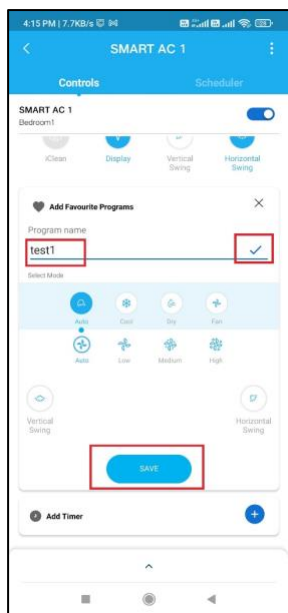 4:15 PM | 7.7KB/s
SMART AC 1
Controls Scheduler
SMART AC 1
Bedroom1
iClean Display Vertical Swing Horizontal Swing
Add Favourite Programs
Program name
test1
Select Mode
Auto Cool Dry Fan
Auto Low Medium High
Vertical Swing Horizontal Swing
SAVE
Add Timer